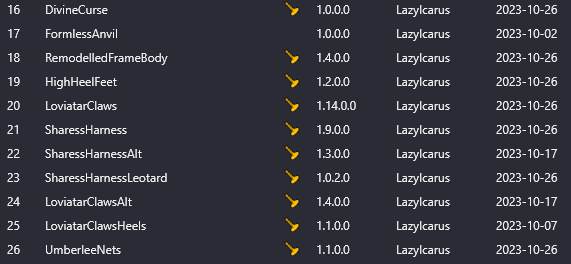 16 DivineCurse 1.0.0.0 LazyIcarus 2023-10-26
17 FormlessAnvil 1.0.0.0 LazyIcarus 2023-10-02
18 RemodelledFrameBody 1.4.0.0 LazyIcarus 2023-10-26
19 HighHeelFeet 1.2.0.0 LazyIcarus 2023-10-26
20 LoviatarClaws 1.14.0.0 LazyIcarus 2023-10-26
21 SharessHarness 1.9.0.0 LazyIcarus 2023-10-26
22 SharessHarnessAlt 1.3.0.0 LazyIcarus 2023-10-17
23 SharessHarnessLeotard 1.0.2.0 LazyIcarus 2023-10-26
24 LoviatarClawsAlt 1.4.0.0 LazyIcarus 2023-10-17
25 LoviatarClawsHeels 1.1.0.0 LazyIcarus 2023-10-07
26 UmberleeNets 1.1.0.0 LazyIcarus 2023-10-26